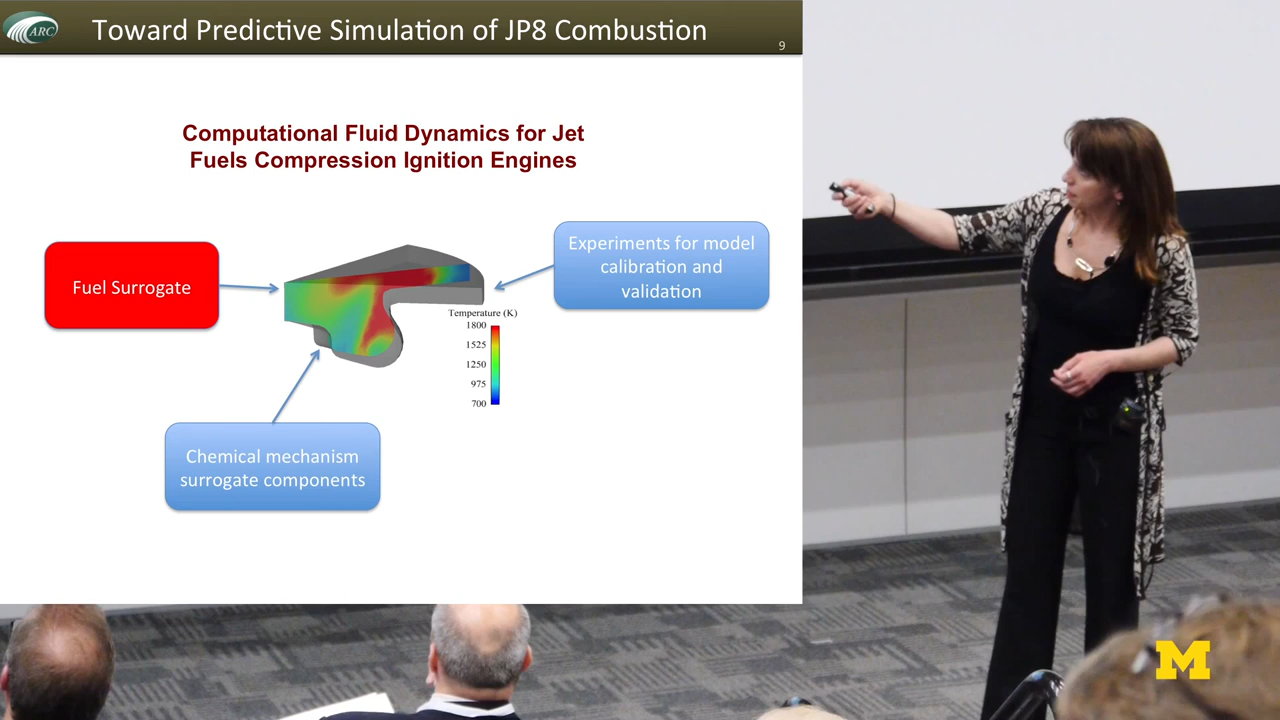 ARC
Toward Predictive Simulation of JP8 Combustion
9
Computational Fluid Dynamics for Jet
Fuels Compression Ignition Engines
Fuel Surrogate
Experiments for model
calibration and
validation
Temperature (K)
1800
1525
1250
975
700
Chemical mechanism
surrogate components
M